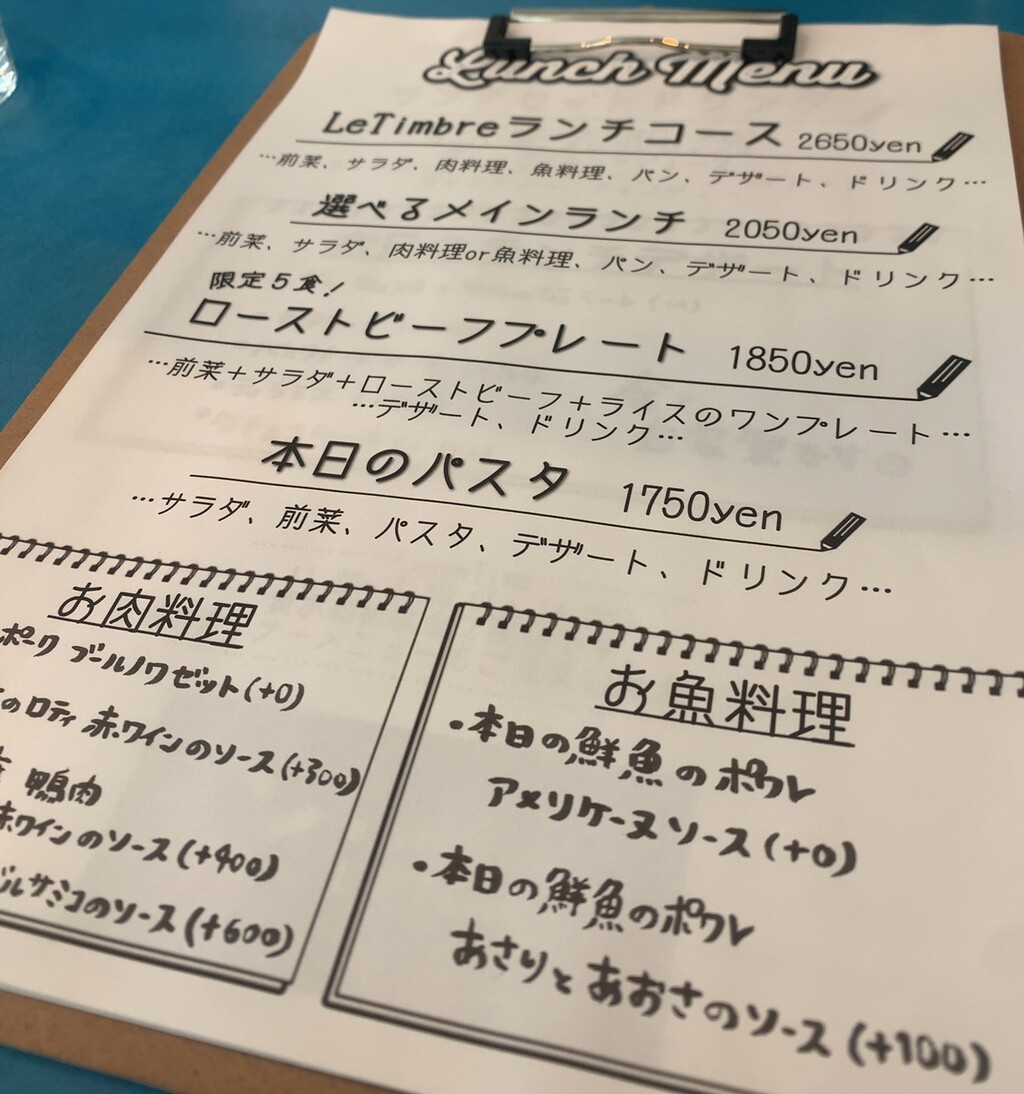 Lunch Menu
LeTimbreランチコース 2650yen
…前菜、サラダ、肉料理、魚料理、パン、デザート、ドリンク…
選べるメインランチ 2050yen
…前菜、サラダ、肉料理or魚料理、パン、デザート、ドリンク…
限定5食!
ローストビーフプレート 1850yen
…前菜+サラダ+ローストビーフ+ライスのワンプレート…
…デザート、ドリンク…
本日のパスタ 1750yen
…サラダ、前菜、パスタ、デザート、ドリンク…
お肉料理
ポーク ブールノワゼット(+0)
のロティ 赤ワインのソース(+300)
鴨肉
赤ワインのソース(+400)
バルサミコのソース(+600)
お魚料理
・本日の鮮魚のポワレ
アメリケーヌソース(+0)
・本日の鮮魚のポワレ
あさりとあおさのソース(+100)